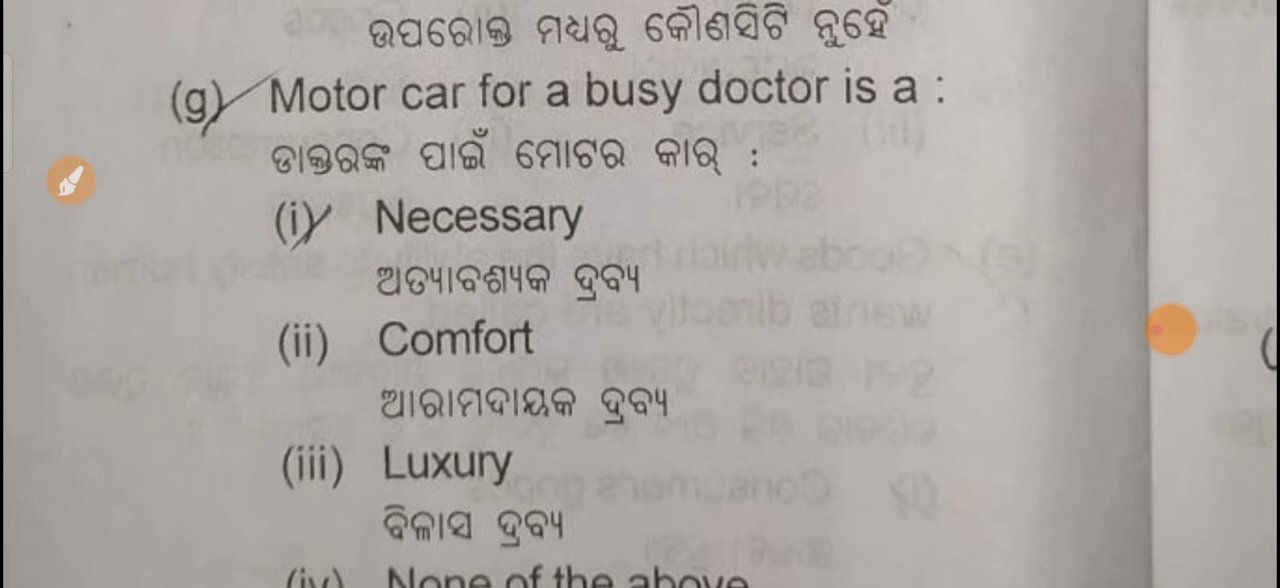 ଉପରୋକ୍ତ ମଧ୍ଯରୁ କୌଣସିଟି ନୁହେଁ
(g) Motor car for a busy doctor is a :
ଡାକ୍ତରଙ୍କ ପାଇଁ ମୋଟର କାର୍ :
(i) Necessary
ଅତ୍ୟାବଶ୍ୟକ ଦ୍ରବ୍ୟ
(ii) Comfort
ଆରାମଦାୟକ ଦ୍ରବ୍ୟ
(iii) Luxury
ବିଳାସ ଦ୍ରବ୍ୟ
(iv) None of the above